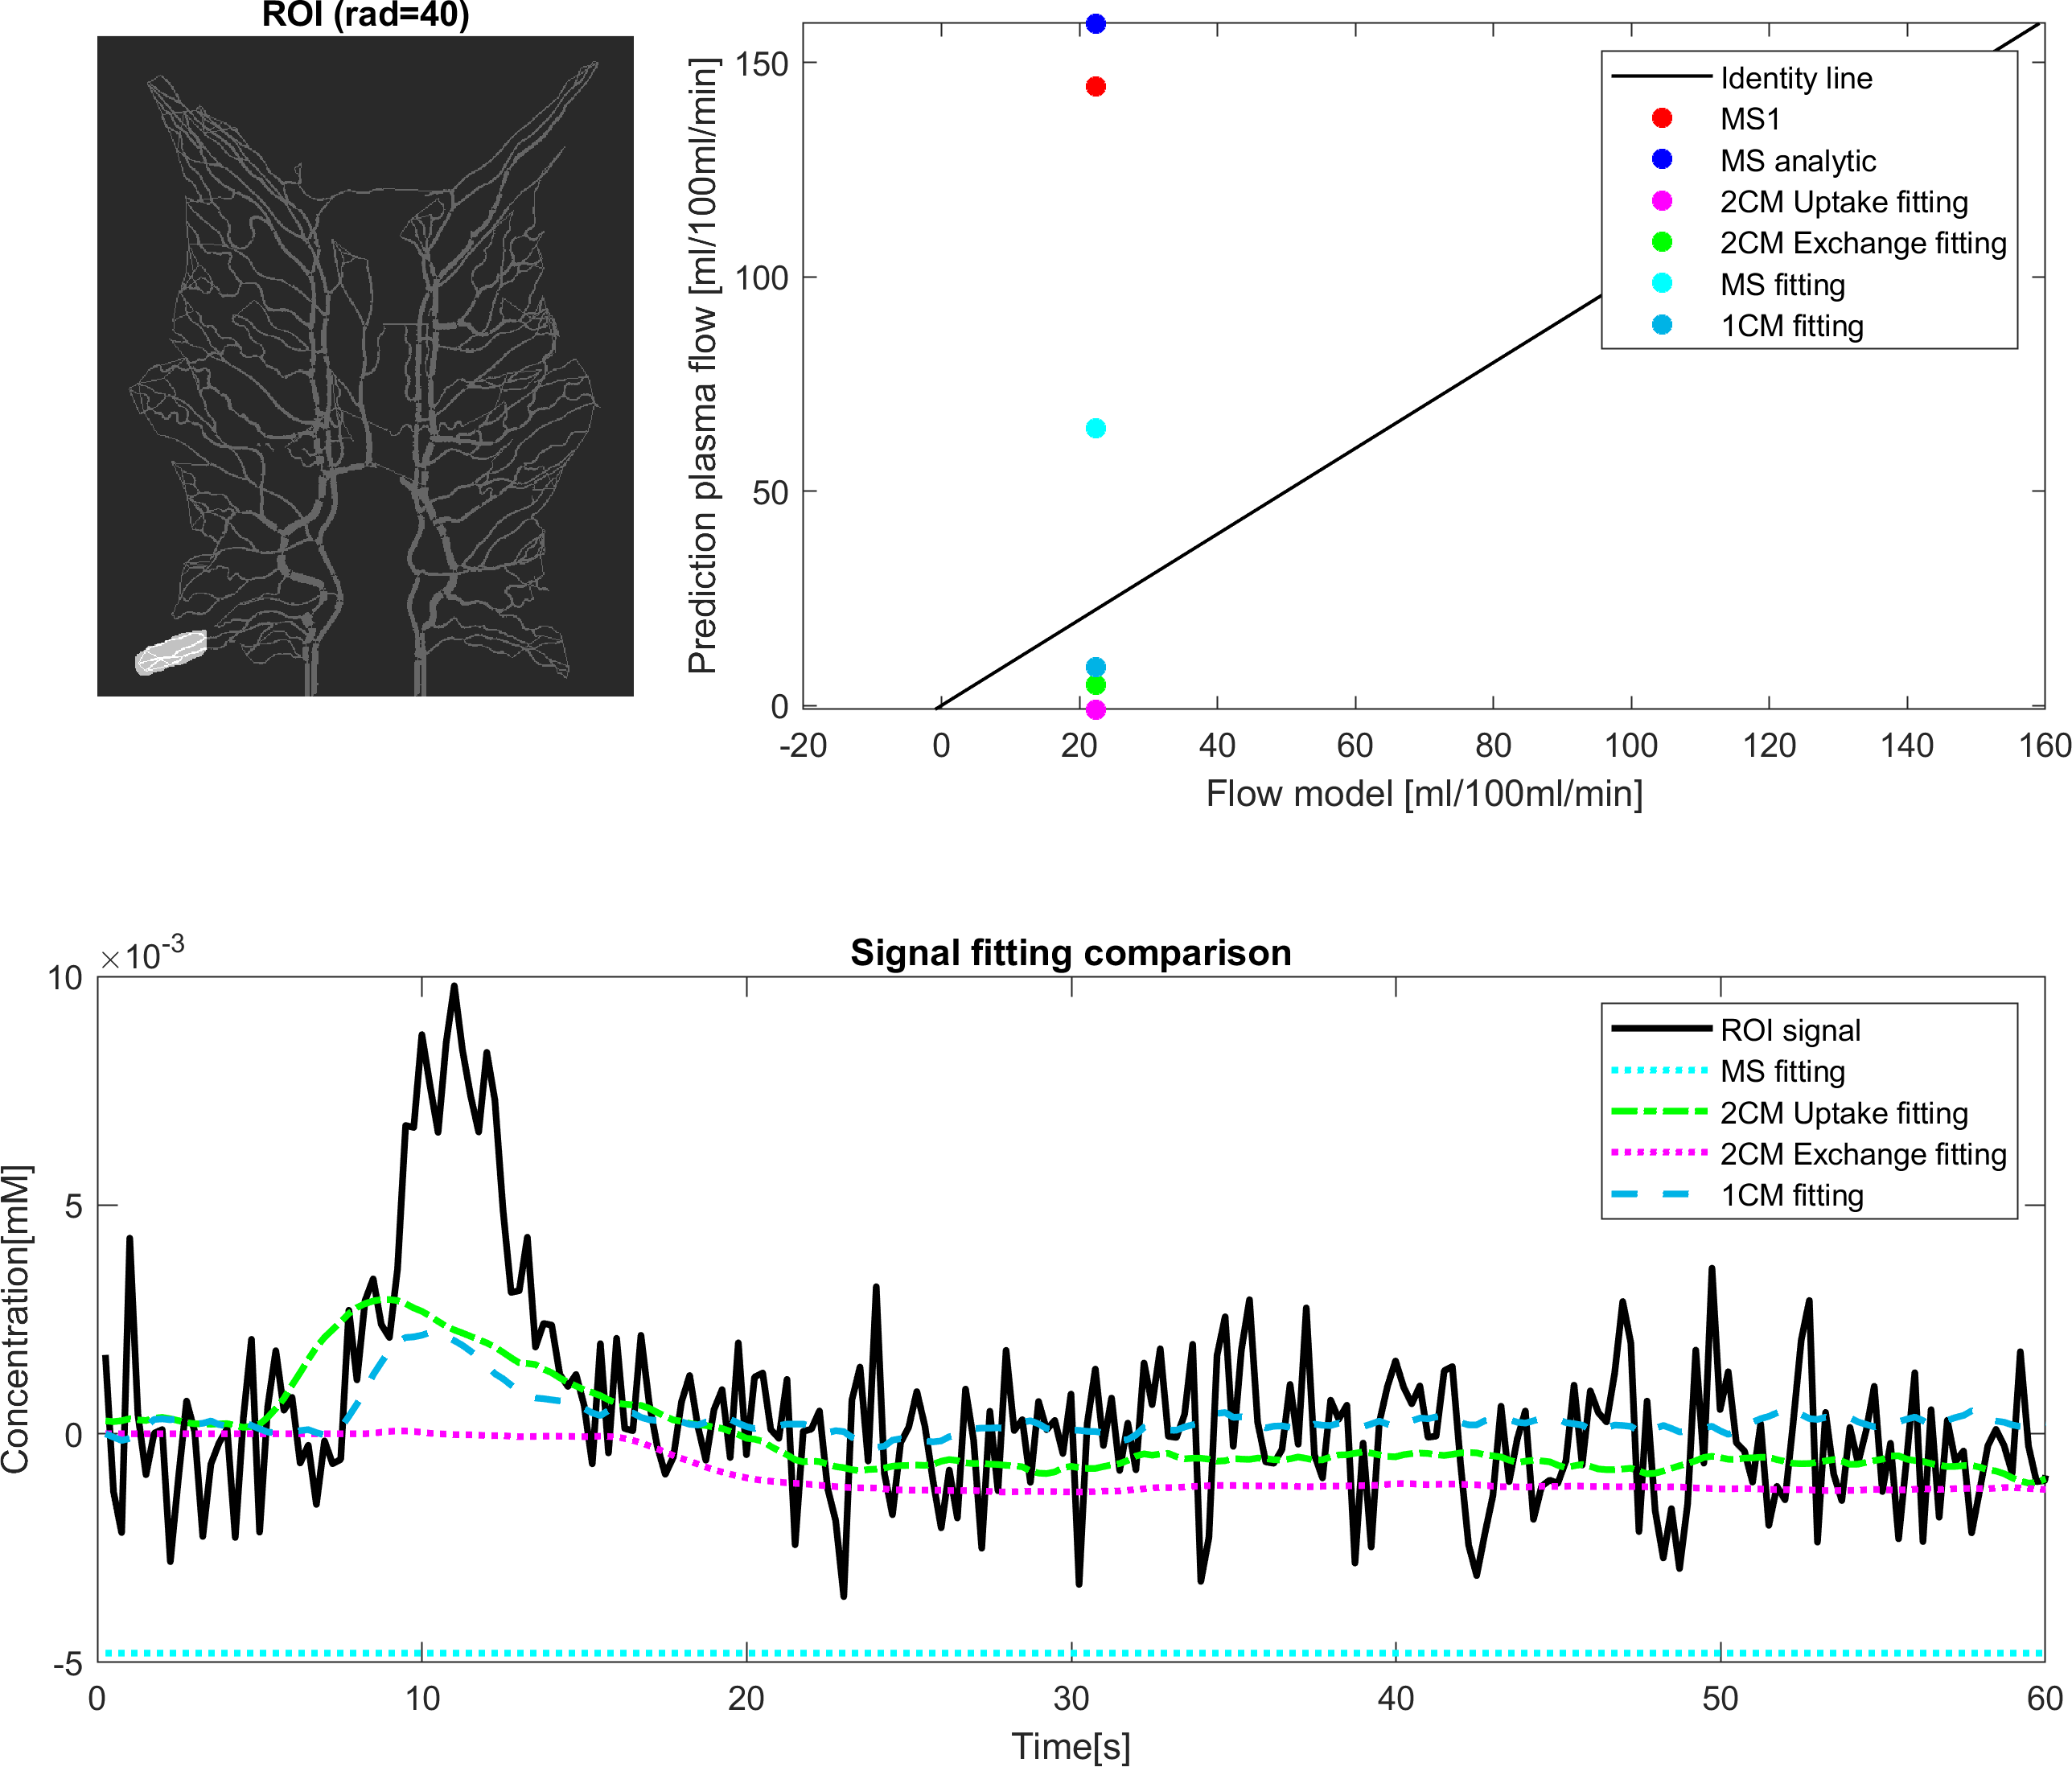 ROI (rad=40)
Prediction plasma flow [ml/100ml/min]
150
100
50
0
-20 0 20 40 60 80 100 120 140 160
Flow model [ml/100ml/min]
Identity line
MS1
MS analytic
2CM Uptake fitting
2CM Exchange fitting
MS fitting
1CM fitting
Signal fitting comparison
×10-3
Concentration[mM]
10
5
0
-5
0 10 20 30 40 50 60
Time[s]
ROI signal
MS fitting
2CM Uptake fitting
2CM Exchange fitting
1CM fitting